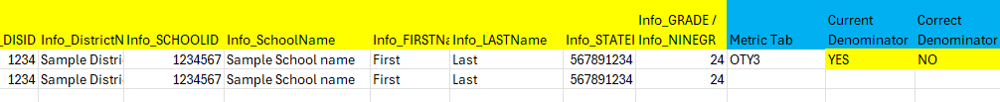 Info_GRADE / Current Correct
_DISID Info_DistrictN Info_SCHOOLID Info_SchoolName Info_FIRSTNa Info_LASTName Info_STATEI Info_NINEGR Metric Tab Denominator Denominator
1234 Sample Distri 1234567 Sample School name First Last 567891234 24 OTY3 YES NO
1234 Sample Distri 1234567 Sample School name First Last 567891234 24